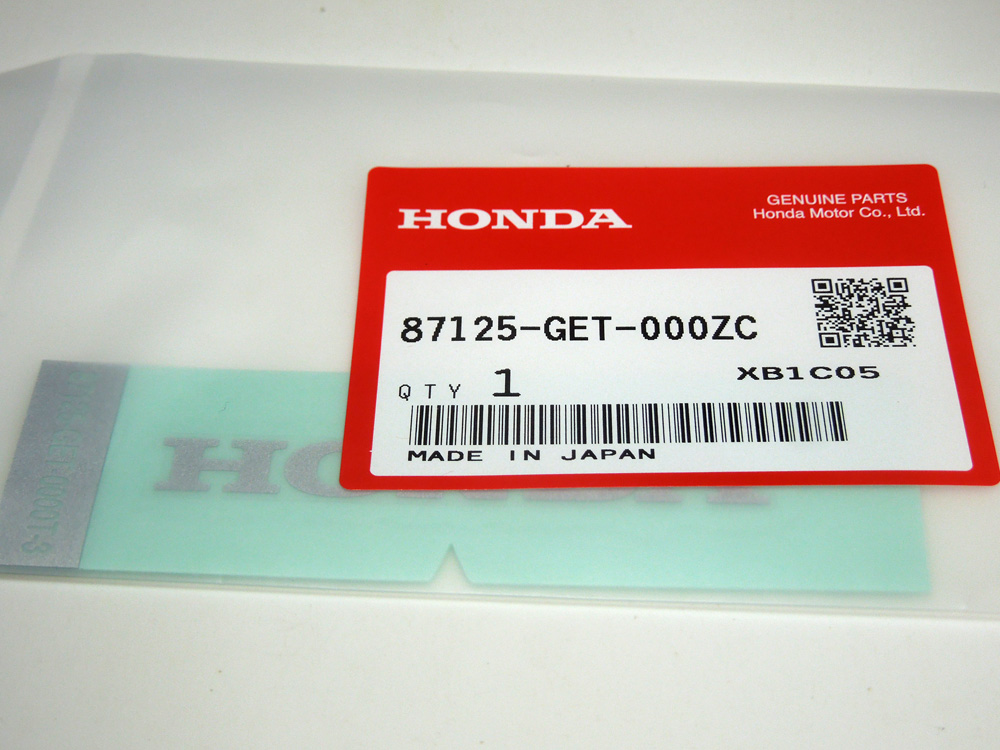 HONDA
GENUINE PARTS
Honda Motor Co., Ltd.
87125-GET-000ZC
XB1C05
QTY 1
MADE IN JAPAN
HONDA